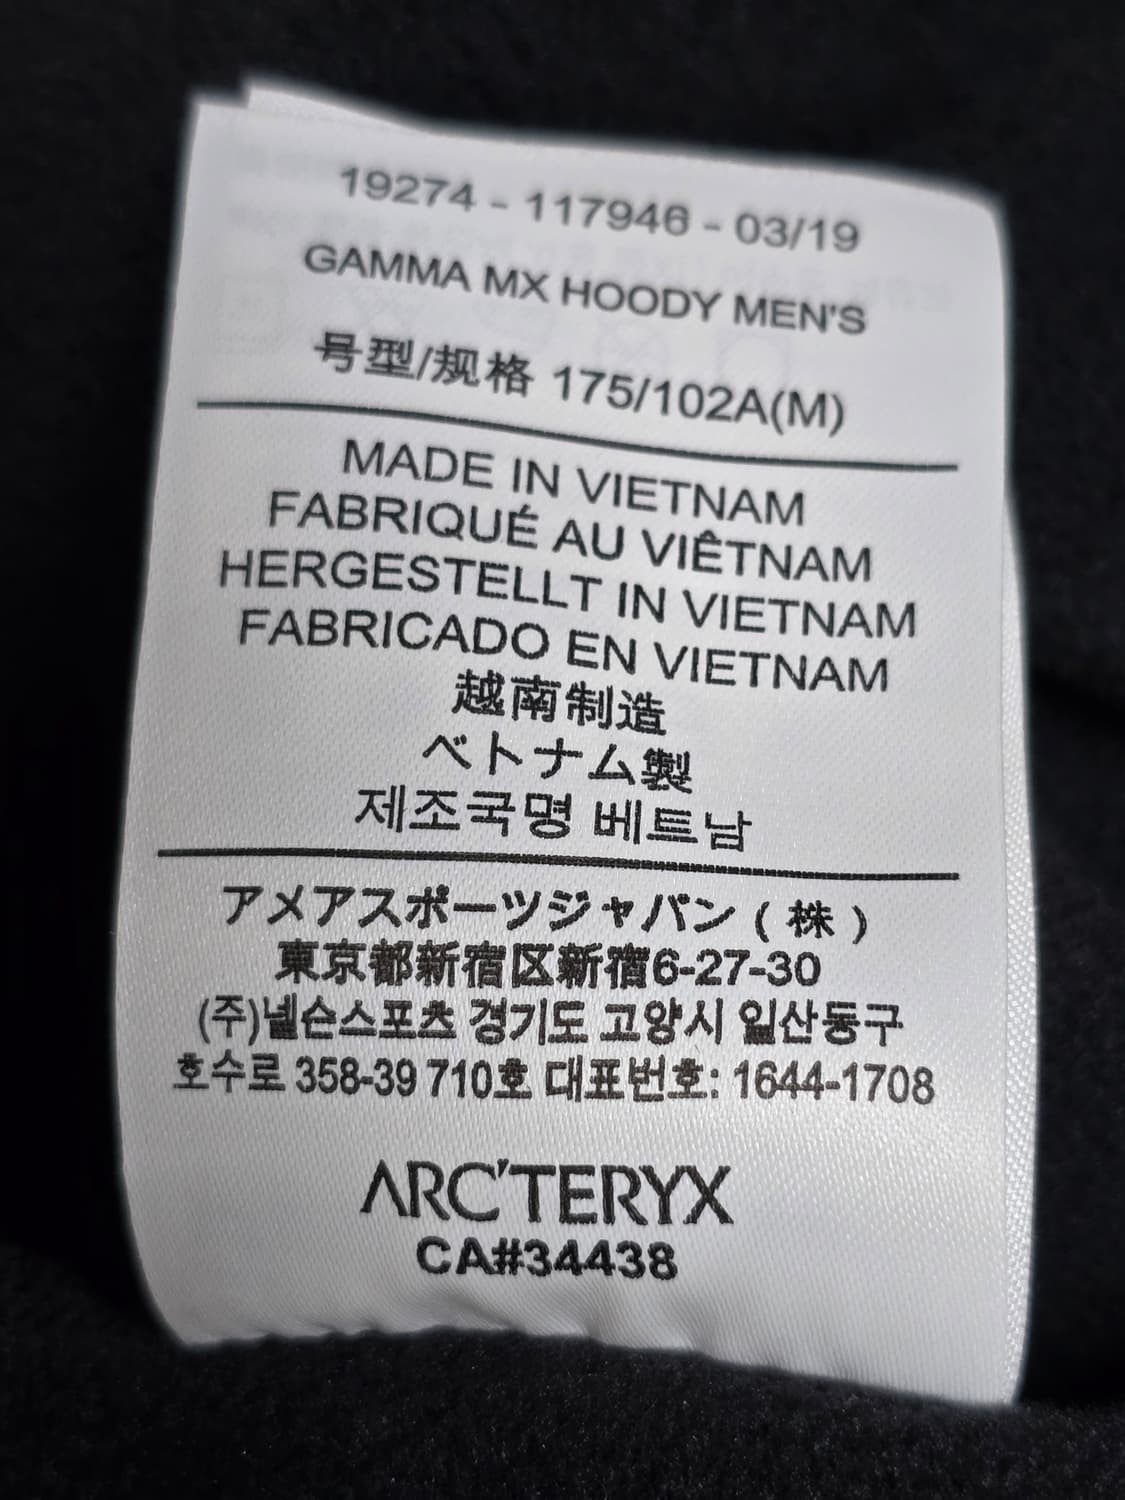 19274 - 117946 - 03/19
GAMMA MX HOODY MEN'S
号型/规格 175/102A(M)
MADE IN VIETNAM
FABRIQUÉ AU VIÊTNAM
HERGESTELLT IN VIETNAM
FABRICADO EN VIETNAM
越南制造
ベトナム製
제조국명 베트남
アメアスポーツジャパン ( 株 )
東京都新宿区新宿6-27-30
(주)넬슨스포츠 경기도 고양시 일산동구
호수로 358-39 710호 대표번호: 1644-1708
ARC'TERYX
CA#34438